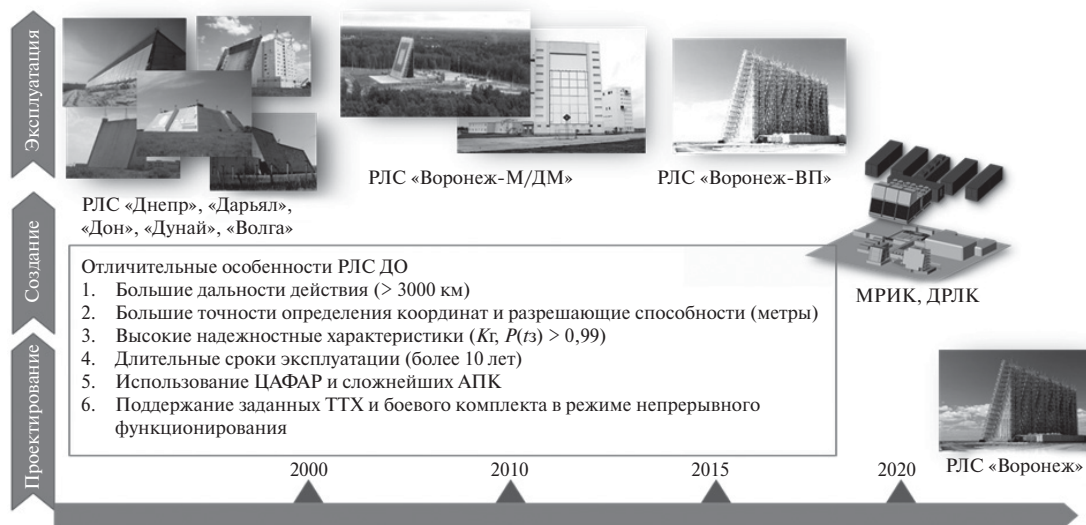 Эксплуатация
Создание
Проектирование
РЛС «Днепр», «Дарьял»,
«Дон», «Дунай», «Волга»
РЛС «Воронеж-М/ДМ»
РЛС «Воронеж-ВП»
МРИК, ДРЛК
Отличительные особенности РЛС ДО
1. Большие дальности действия (> 3000 км)
2. Большие точности определения координат и разрешающие способности (метры)
3. Высокие надежностные характеристики (Kг, P(tз) > 0,99)
4. Длительные сроки эксплуатации (более 10 лет)
5. Использование ЦАФАР и сложнейших АПК
6. Поддержание заданных ТТХ и боевого комплекта в режиме непрерывного
функционирования
РЛС «Воронеж»
2000
2010
2015
2020